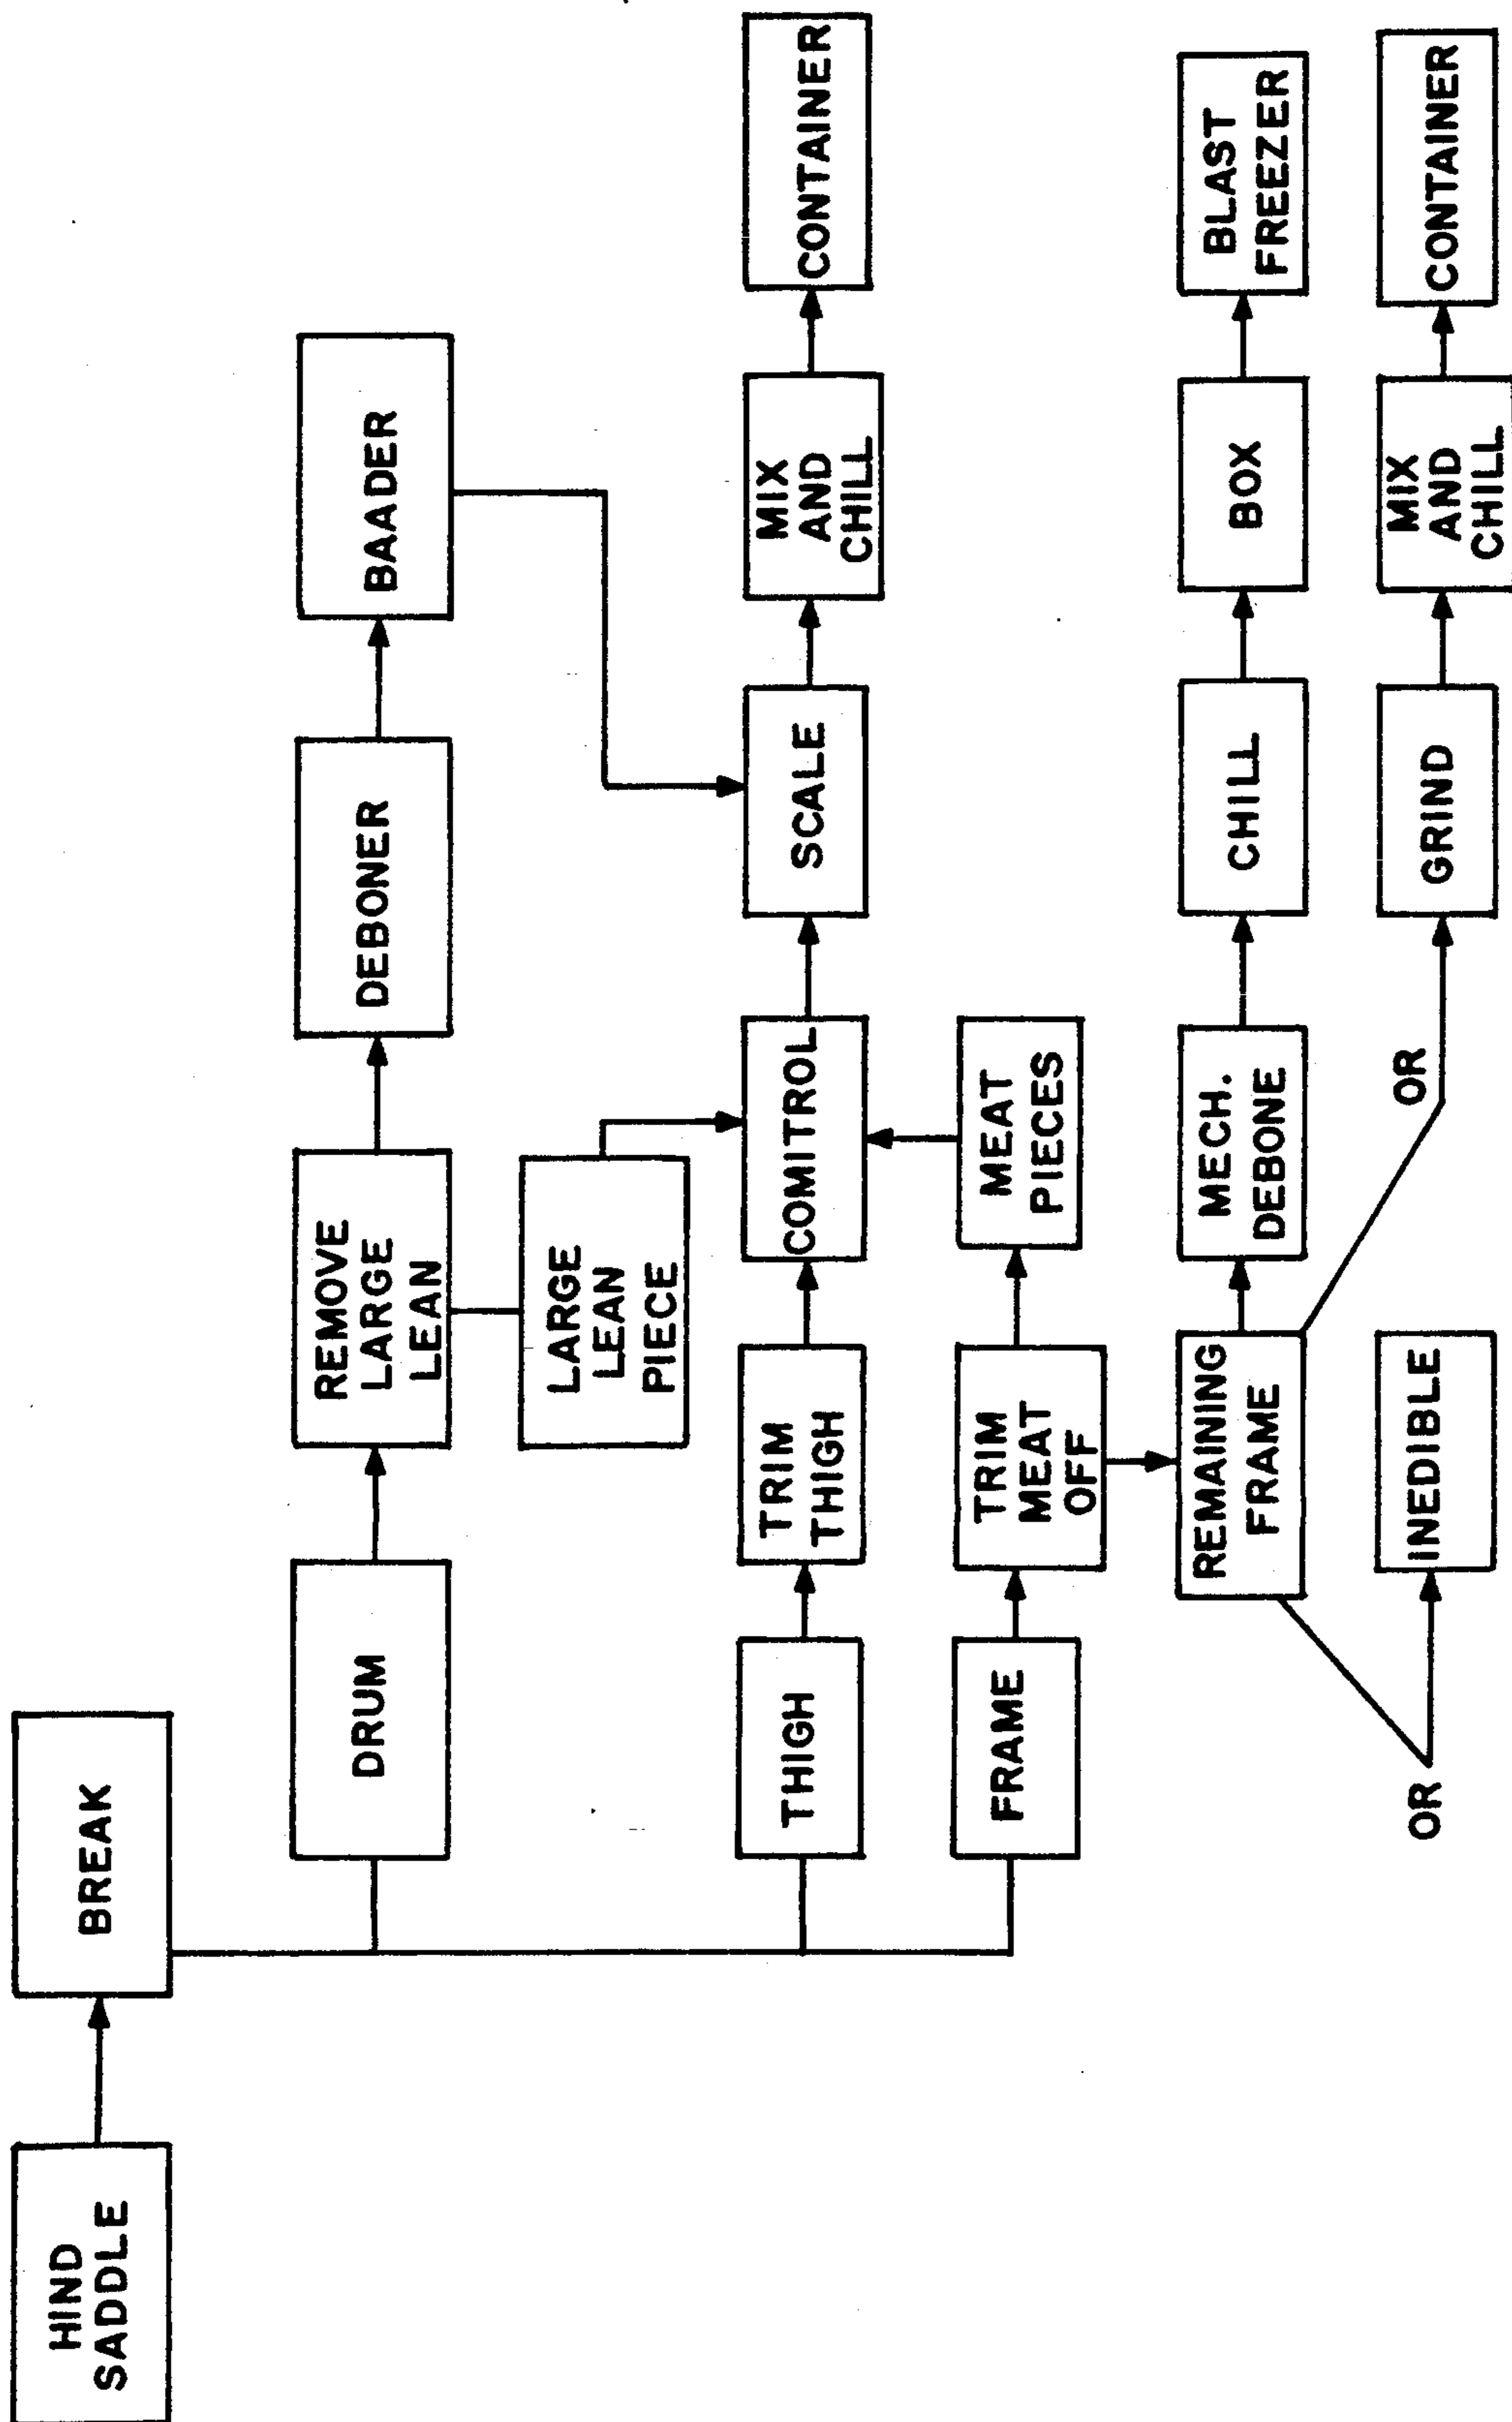 HIND
SADDLE
BREAK
DRUM
REMOVE
LARGE
LEAN
DEBONER
BAADER
LARGE
LEAN
PIECE
THIGH
TRIM
THIGH
COMITROL
SCALE
MIX
AND
CHILL
CONTAINER
FRAME
TRIM
MEAT
OFF
MEAT
PIECES
REMAINING
FRAME
MECH.
DEBONE
CHILL
BOX
BLAST
FREEZER
OR
INEDIBLE
OR
GRIND
MIX
AND
CHILL
CONTAINER